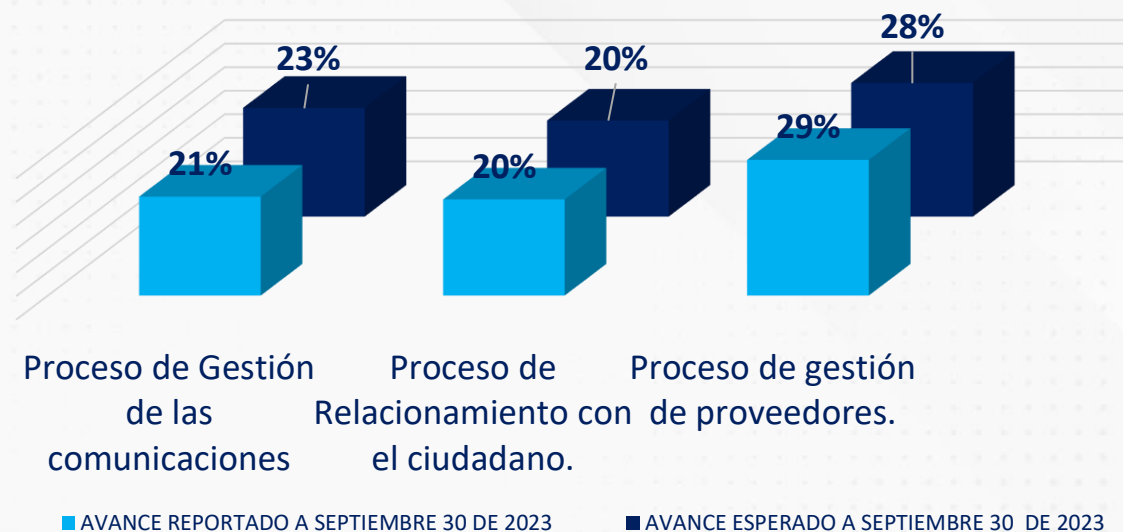 28%
23%
20%
29%
21%
20%
Proceso de Gestión de las comunicaciones
Proceso de Relacionamiento con el ciudadano.
Proceso de gestión de proveedores.
AVANCE REPORTADO A SEPTIEMBRE 30 DE 2023
AVANCE ESPERADO A SEPTIEMBRE 30 DE 2023